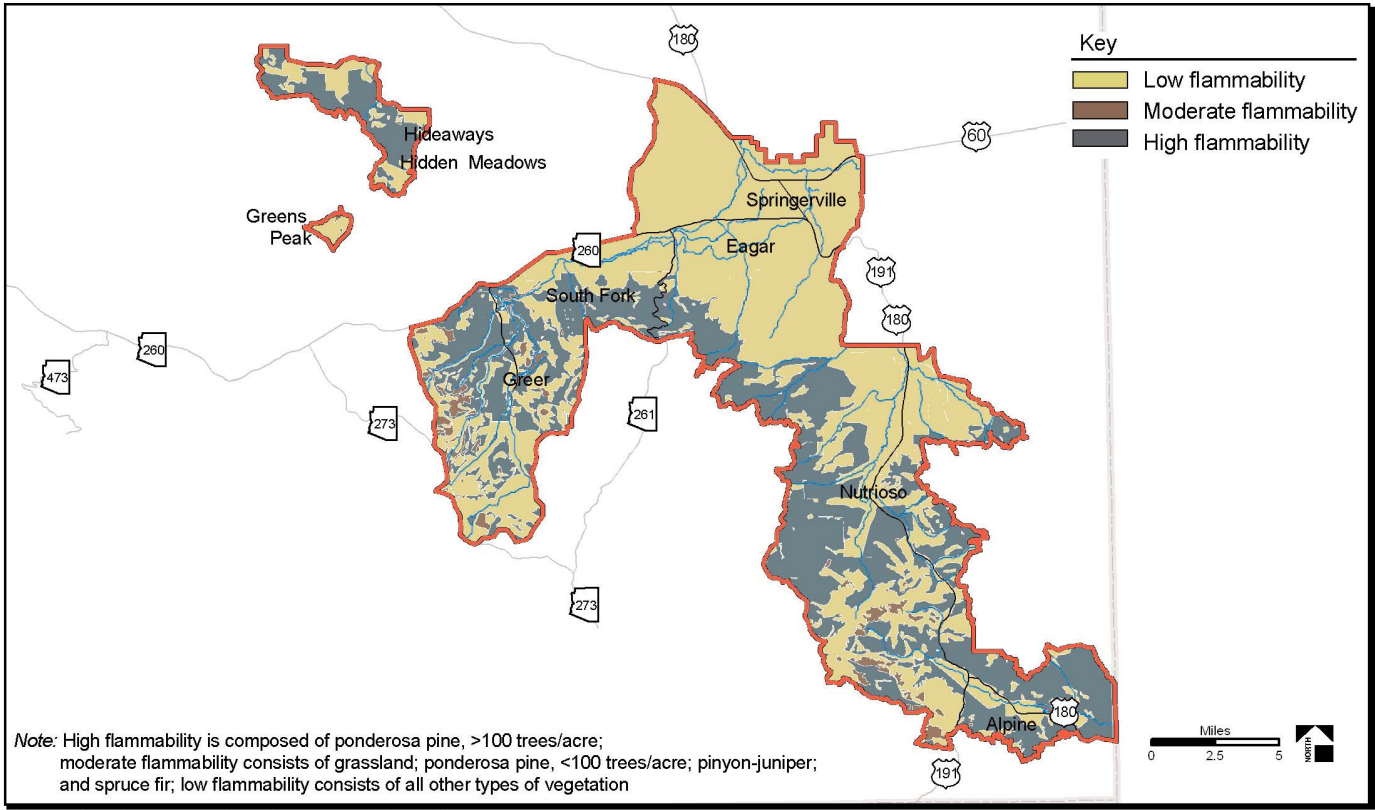 180
Key
Low flammability
Moderate flammability
High flammability
60
Hideaways
Hidden Meadows
Springerville
Greens
Peak
Eagar
260
191
South Fork
180
260
473
Greer
261
273
Nutrioso
273
180
Alpine
Note: High flammability is composed of ponderosa pine, >100 trees/acre;
moderate flammability consists of grassland; ponderosa pine, <100 trees/acre; pinyon-juniper;
and spruce fir; low flammability consists of all other types of vegetation
191
Miles
0 2.5 5
NORTH